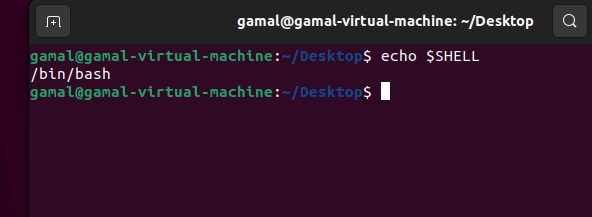 gamal@gamal-virtual-machine: ~/Desktop
gamal@gamal-virtual-machine:~/Desktop$ echo $SHELL
/bin/bash
gamal@gamal-virtual-machine:~/Desktop$